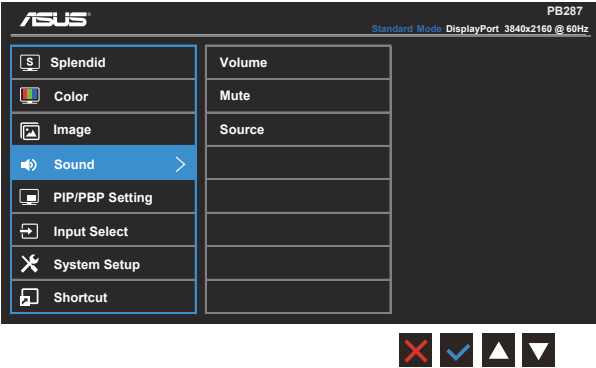 ASUS
PB287
Standard Mode DisplayPort 3840x2160 @ 60Hz
S Splendid
Color
Image
Sound
PIP/PBP Setting
Input Select
System Setup
Shortcut
Volume
Mute
Source